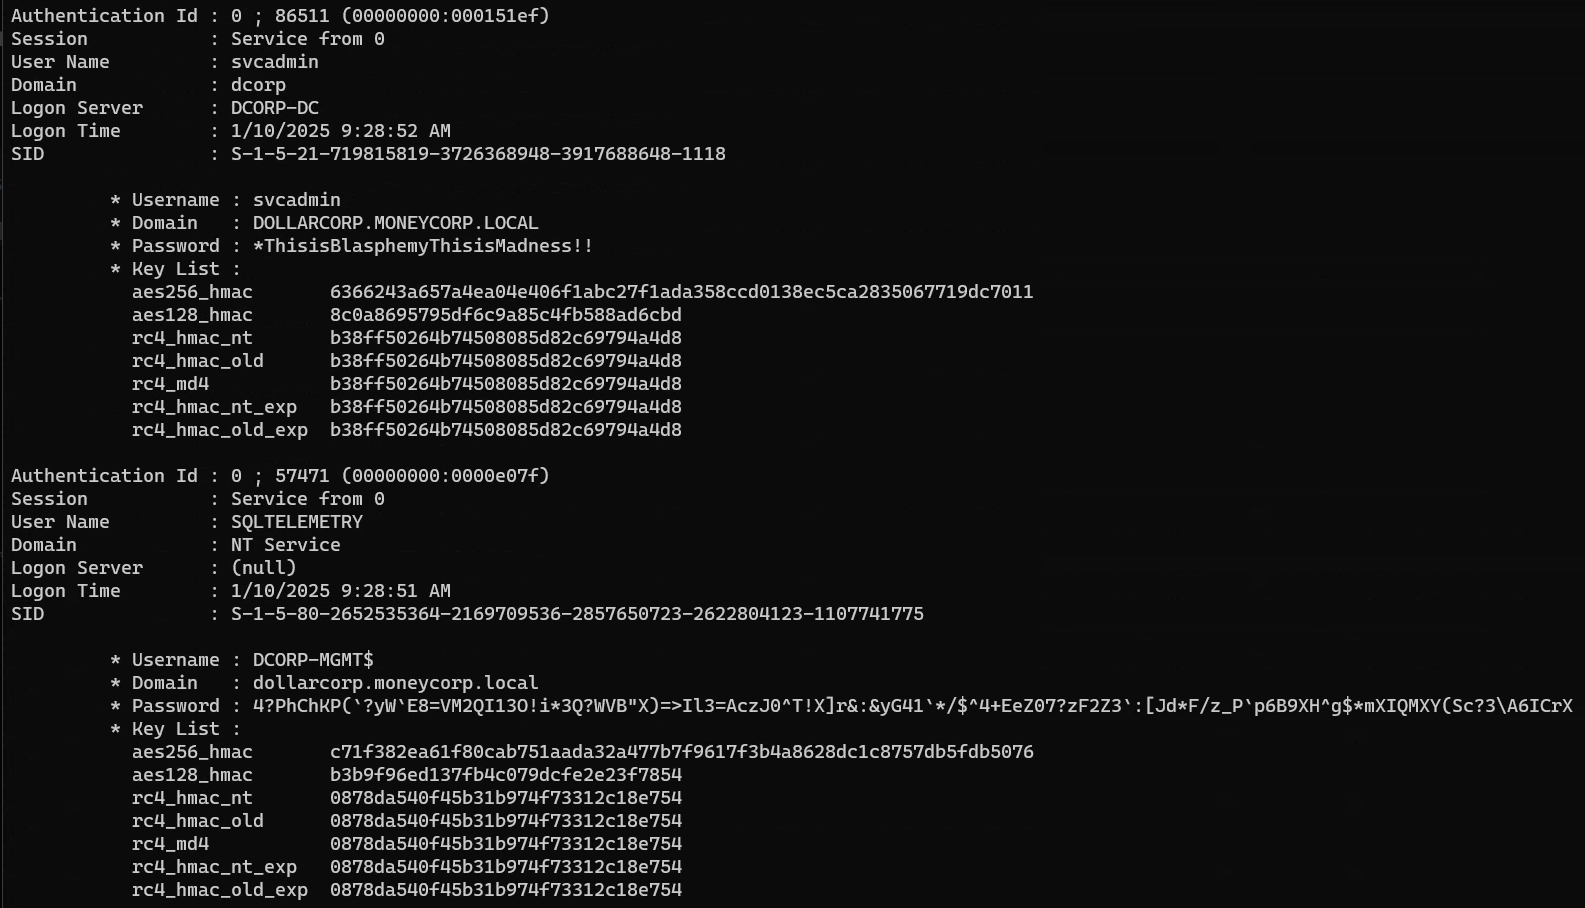 Authentication Id : 0 ; 86511 (00000000:000151ef)
Session           : Service from 0
User Name         : svcadmin
Domain            : dcorp
Logon Server      : DCORP-DC
Logon Time        : 1/10/2025 9:28:52 AM
SID               : S-1-5-21-719815819-3726368948-3917688648-1118
* Username : svcadmin
* Domain   : DOLLARCORP.MONEYCORP.LOCAL
* Password : *ThisisBlasphemyThisisMadness!!
* Key List :
aes256_hmac       6366243a657a4ea04e406f1abc27f1ada358ccd0138ec5ca2835067719dc7011
aes128_hmac       8c0a8695795df6c9a85c4fb588ad6cbd
rc4_hmac_nt       b38ff50264b74508085d82c69794a4d8
rc4_hmac_old      b38ff50264b74508085d82c69794a4d8
rc4_md4           b38ff50264b74508085d82c69794a4d8
rc4_hmac_nt_exp   b38ff50264b74508085d82c69794a4d8
rc4_hmac_old_exp  b38ff50264b74508085d82c69794a4d8
Authentication Id : 0 ; 57471 (00000000:0000e07f)
Session           : Service from 0
User Name         : SQLTELEMETRY
Domain            : NT Service
Logon Server      : (null)
Logon Time        : 1/10/2025 9:28:51 AM
SID               : S-1-5-80-2652535364-2169709536-2857650723-2622804123-1107741775
* Username : DCORP-MGMT$
* Domain   : dollarcorp.moneycorp.local
* Password : 4?PhChKP(`?yW`E8=VM2QI13O!i*3Q?WVB"X)=>Il3=AczJ0^T!X]r&:&yG41`*/$^4+EeZ07?zF2Z3`:[Jd*F/z_P`p6B9XH^g$*mXIQMXY(Sc?3\A6ICrX
* Key List :
aes256_hmac       c71f382ea61f80cab751aada32a477b7f9617f3b4a8628dc1c8757db5fdb5076
aes128_hmac       b3b9f96ed137fb4c079dcfe2e23f7854
rc4_hmac_nt       0878da540f45b31b974f73312c18e754
rc4_hmac_old      0878da540f45b31b974f73312c18e754
rc4_md4           0878da540f45b31b974f73312c18e754
rc4_hmac_nt_exp   0878da540f45b31b974f73312c18e754
rc4_hmac_old_exp  0878da540f45b31b974f73312c18e754